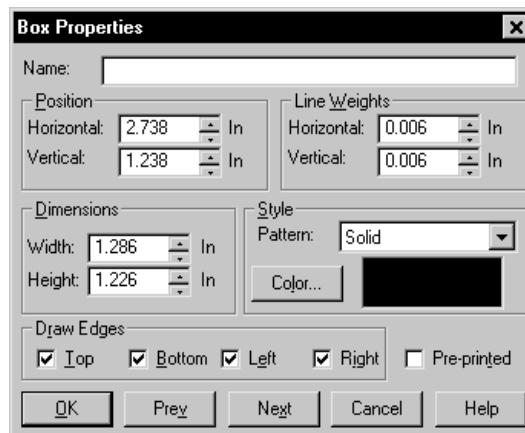 Box Properties
Name:
Position
Line Weights
Horizontal: 2.738 In
Horizontal: 0.006 In
Vertical: 1.238 In
Vertical: 0.006 In
Dimensions
Style
Pattern: Solid
Width: 1.286 In
Height: 1.226 In
Color...
Draw Edges
Top Bottom Left Right Pre-printed
OK Prev Next Cancel Help